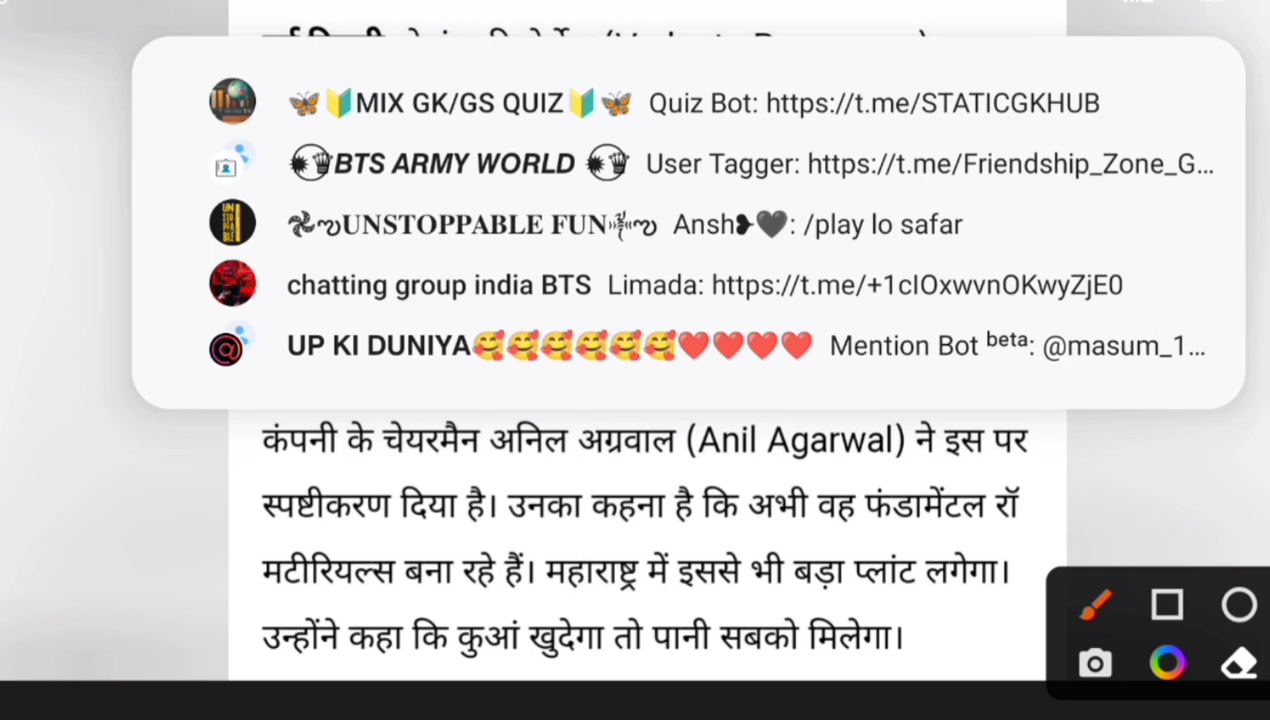 🦋🔰MIX GK/GS QUIZ🔰🦋 Quiz Bot: https://t.me/STATICGKHUB
BTS ARMY WORLD User Tagger: https://t.me/Friendship_Zone_G...
UNSTOPPABLE FUN Ansh❥🖤: /play lo safar
chatting group india BTS Limada: https://t.me/+1cIOxwvnOKwyZjE0
UP KI DUNIYA🥰🥰🥰🥰🥰🥰❤️❤️❤️❤️ Mention Bot ᵇᵉᵗᵃ: @masum_1...
कंपनी के चेयरमैन अनिल अग्रवाल (Anil Agarwal) ने इस पर
स्पष्टीकरण दिया है। उनका कहना है कि अभी वह फंडामेंटल रॉ
मटीरियल्स बना रहे हैं। महाराष्ट्र में इससे भी बड़ा प्लांट लगेगा।
उन्होंने कहा कि कुआं खुदेगा तो पानी सबको मिलेगा।